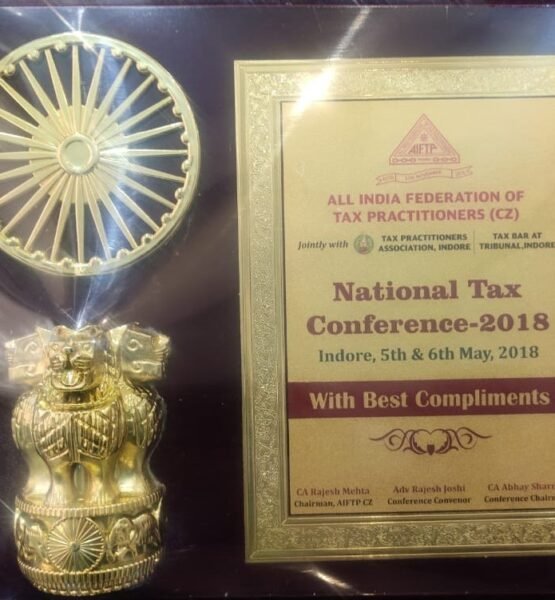 AIFTP
ALL INDIA FEDERATION OF
TAX PRACTITIONERS (CZ)
Jointly with TAX PRACTITIONERS ASSOCIATION, INDORE TAX BAR AT TRIBUNAL, INDORE
National Tax
Conference-2018
Indore, 5th & 6th May, 2018
With Best Compliments
CA Rajesh Mehta
Chairman, AIFTP CZ
Adv Rajesh Joshi
Conference Convenor
CA Abhay
Conference